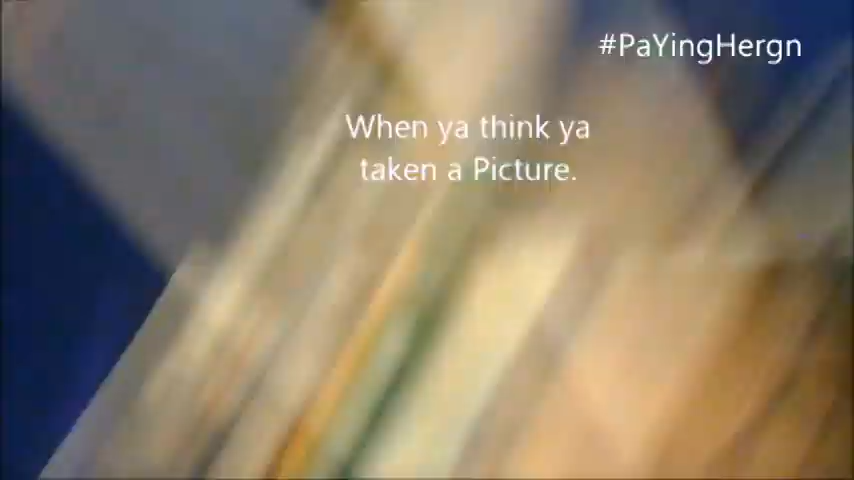 #PaYingHergn
When ya think ya
taken a Picture.